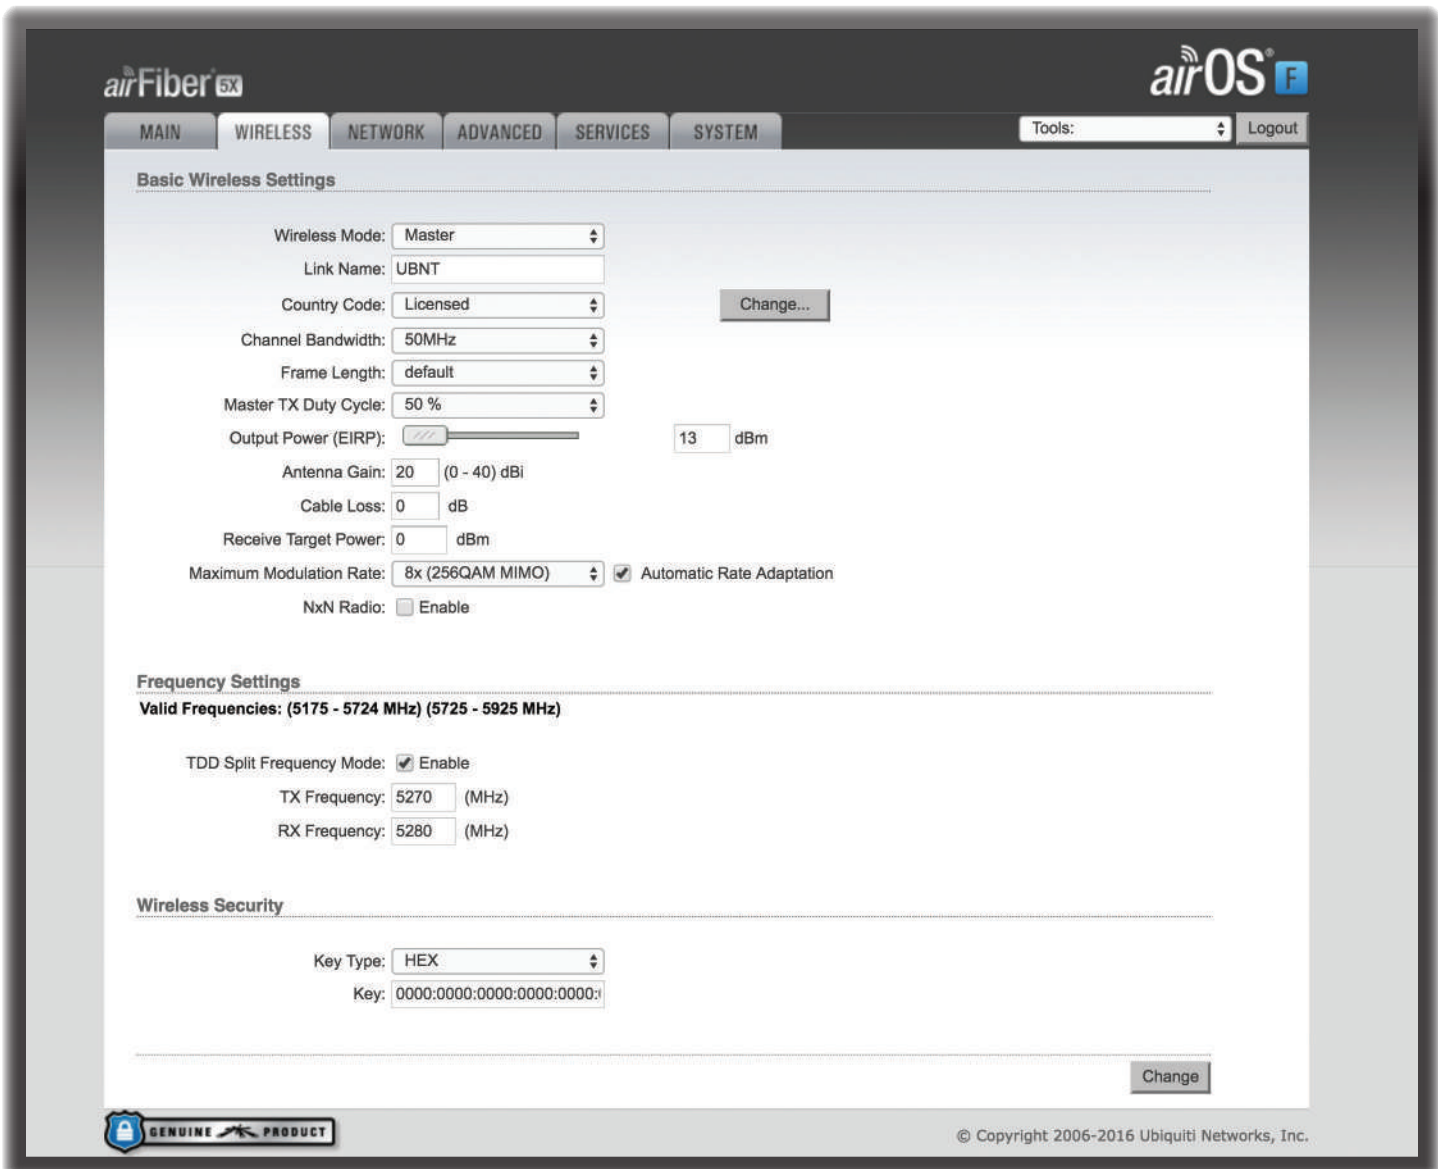 airFiber 5X
airOS® F
MAIN WIRELESS NETWORK ADVANCED SERVICES SYSTEM Tools: Logout
Basic Wireless Settings
Wireless Mode: Master
Link Name: UBNT
Country Code: Licensed Change...
Channel Bandwidth: 50MHz
Frame Length: default
Master TX Duty Cycle: 50 %
Output Power (EIRP): 13 dBm
Antenna Gain: 20 (0 - 40) dBi
Cable Loss: 0 dB
Receive Target Power: 0 dBm
Maximum Modulation Rate: 8x (256QAM MIMO) Automatic Rate Adaptation
NxN Radio: Enable
Frequency Settings
Valid Frequencies: (5175 - 5724 MHz) (5725 - 5925 MHz)
TDD Split Frequency Mode: Enable
TX Frequency: 5270 (MHz)
RX Frequency: 5280 (MHz)
Wireless Security
Key Type: HEX
Key: 0000:0000:0000:0000:0000:
Change
GENUINE PRODUCT
© Copyright 2006-2016 Ubiquiti Networks, Inc.